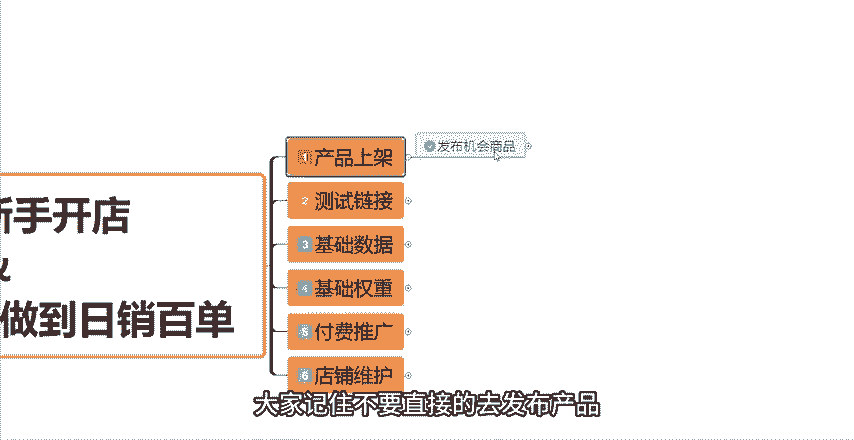 手开店
做到日销百单
1 产品上架
发布机会商品
2 测试链接
3 基础数据
4 基础权重
5 付费推广
6 店铺维护
大家记住不要直接的去发布产品